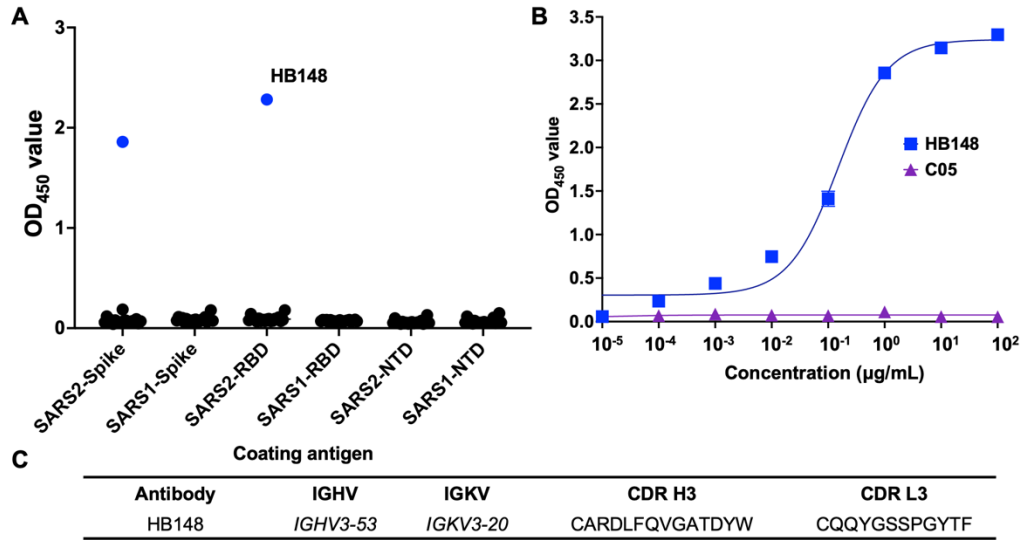 A
3
2
1
0
OD450 value
HB148
SARS2-Spike
SARS1-Spike
SARS2-RBD
SARS1-RBD
SARS2-NTD
SARS1-NTD
Coating antigen
B
3.5
3.0
2.5
2.0
1.5
1.0
0.5
0.0
OD450 value
HB148
C05
10-5 10-4 10-3 10-2 10-1 100 101 102
Concentration (µg/mL)
C
Antibody IGHV IGKV CDR H3 CDR L3
HB148 IGHV3-53 IGKV3-20 CARDLFQVGATDYW CQQYGSSPGYTF